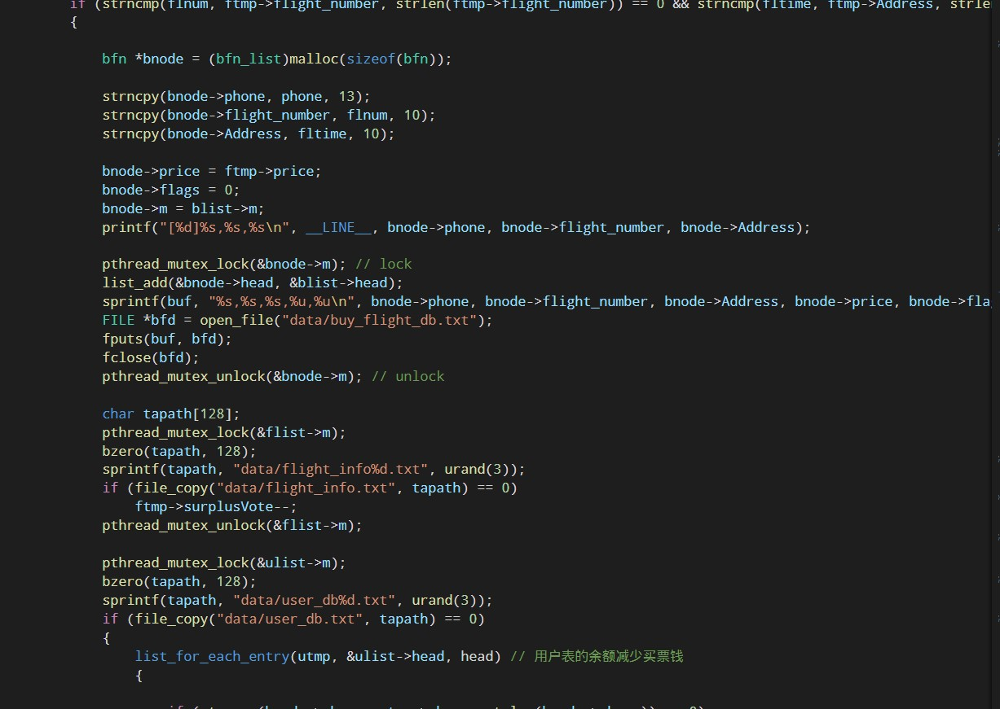 if (strncmp(flnum, ftmp->flight_number, strlen(ftmp->flight_number)) == 0 && strncmp(fltime, ftmp->Address, strle
{
bfn *bnode = (bfn_list)malloc(sizeof(bfn));
strncpy(bnode->phone, phone, 13);
strncpy(bnode->flight_number, flnum, 10);
strncpy(bnode->Address, fltime, 10);
bnode->price = ftmp->price;
bnode->flags = 0;
bnode->m = blist->m;
printf("[%d]%s,%s,%s\n", __LINE__, bnode->phone, bnode->flight_number, bnode->Address);
pthread_mutex_lock(&bnode->m); // lock
list_add(&bnode->head, &blist->head);
sprintf(buf, "%s,%s,%s,%u,%u\n", bnode->phone, bnode->flight_number, bnode->Address, bnode->price, bnode->fla
FILE *bfd = open_file("data/buy_flight_db.txt");
fputs(buf, bfd);
fclose(bfd);
pthread_mutex_unlock(&bnode->m); // unlock
char tapath[128];
pthread_mutex_lock(&flist->m);
bzero(tapath, 128);
sprintf(tapath, "data/flight_info%d.txt", urand(3));
if (file_copy("data/flight_info.txt", tapath) == 0)
ftmp->surplusVote--;
pthread_mutex_unlock(&flist->m);
pthread_mutex_lock(&ulist->m);
bzero(tapath, 128);
sprintf(tapath, "data/user_db%d.txt", urand(3));
if (file_copy("data/user_db.txt", tapath) == 0)
{
list_for_each_entry(utmp, &ulist->head, head) // 用户表的余额减少买票钱
{